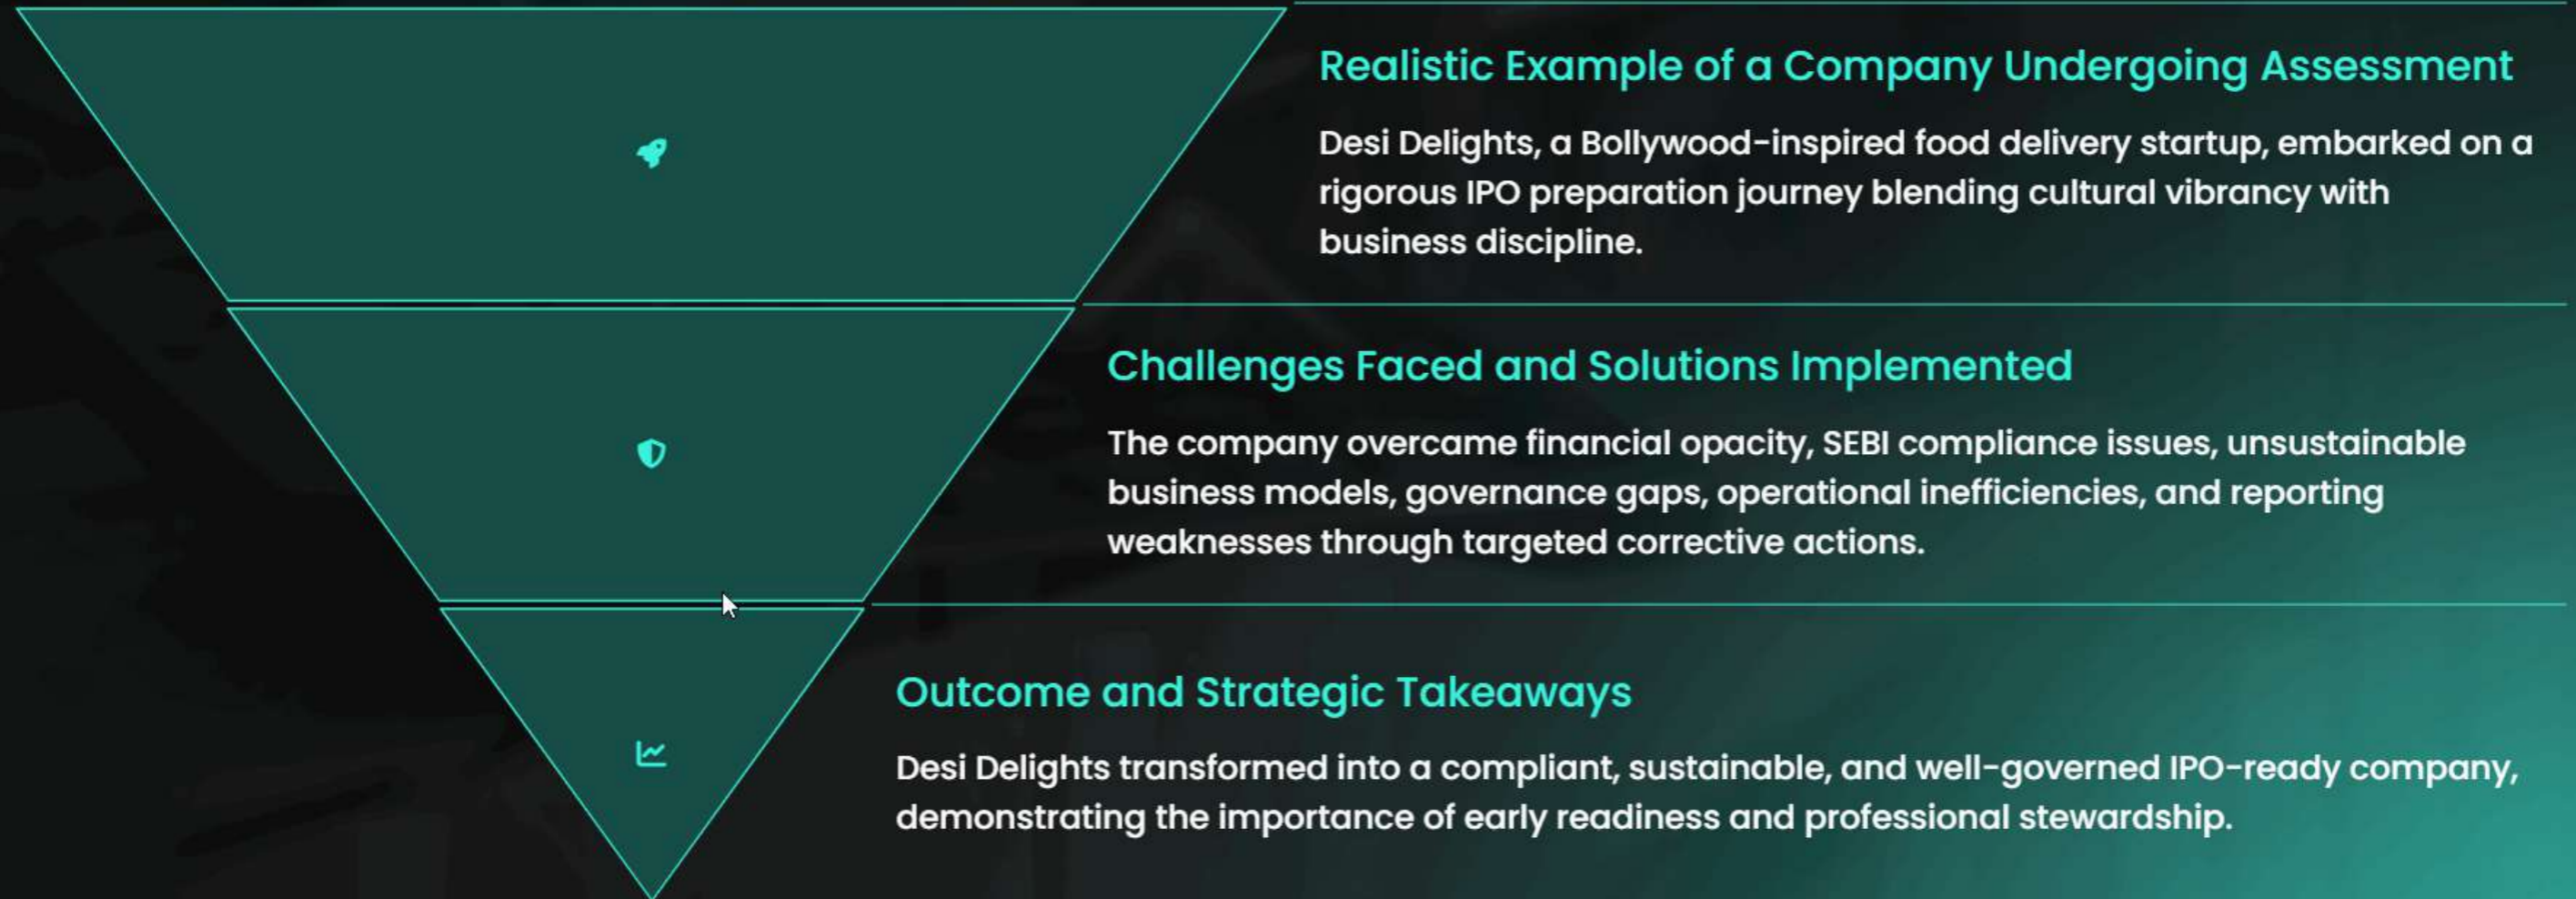 Realistic Example of a Company Undergoing Assessment
Desi Delights, a Bollywood-inspired food delivery startup, embarked on a
rigorous IPO preparation journey blending cultural vibrancy with
business discipline.
Challenges Faced and Solutions Implemented
The company overcame financial opacity, SEBI compliance issues, unsustainable
business models, governance gaps, operational inefficiencies, and reporting
weaknesses through targeted corrective actions.
Outcome and Strategic Takeaways
Desi Delights transformed into a compliant, sustainable, and well-governed IPO-ready company,
demonstrating the importance of early readiness and professional stewardship.